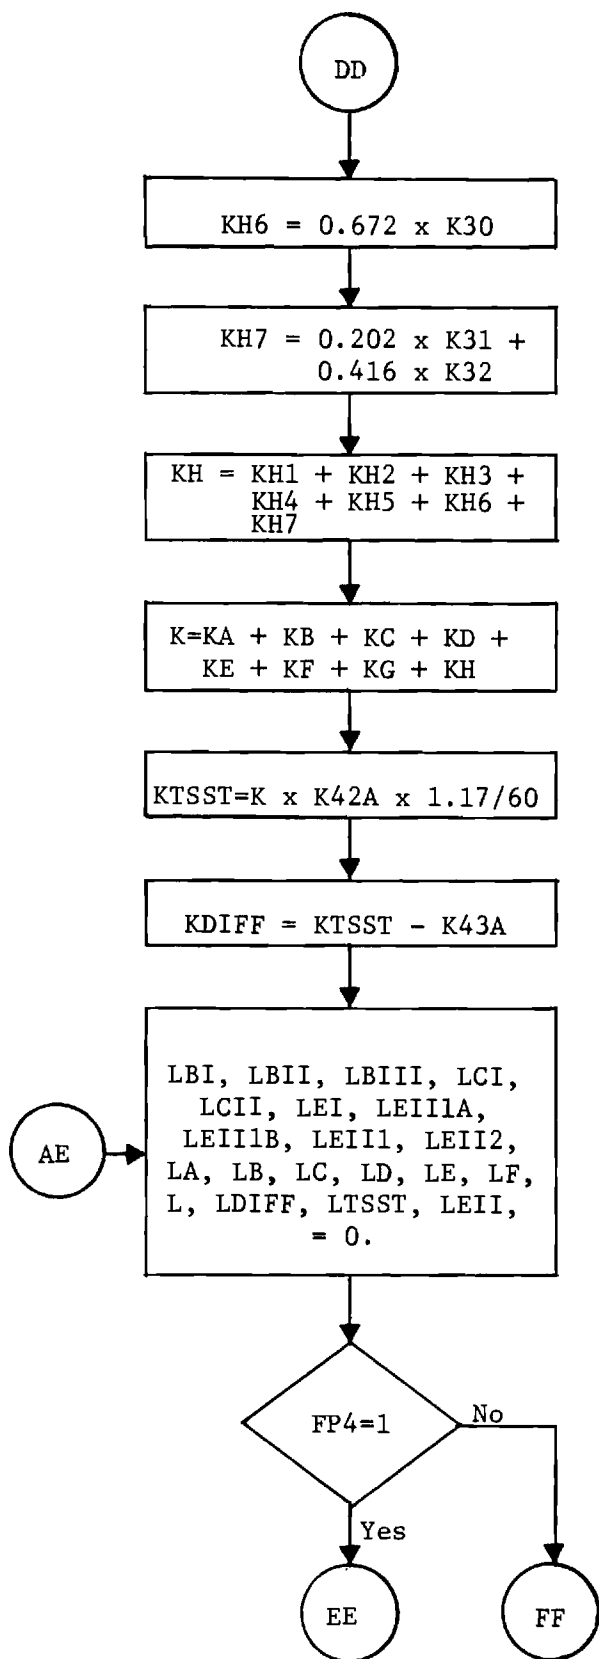 DD
KH6 = 0.672 x K30
KH7 = 0.202 x K31 +
0.416 x K32
KH = KH1 + KH2 + KH3 +
KH4 + KH5 + KH6 +
KH7
K=KA + KB + KC + KD +
KE + KF + KG + KH
KTSST=K x K42A x 1.17/60
KDIFF = KTSST - K43A
LBI, LBII, LBIII, LCI,
LCII, LEI, LEII1A,
LEII1B, LEII1, LEII2,
LA, LB, LC, LD, LE, LF,
L, LDIFF, LTSST, LEII,
= 0.
AE
FP4=1
No
Yes
EE
FF